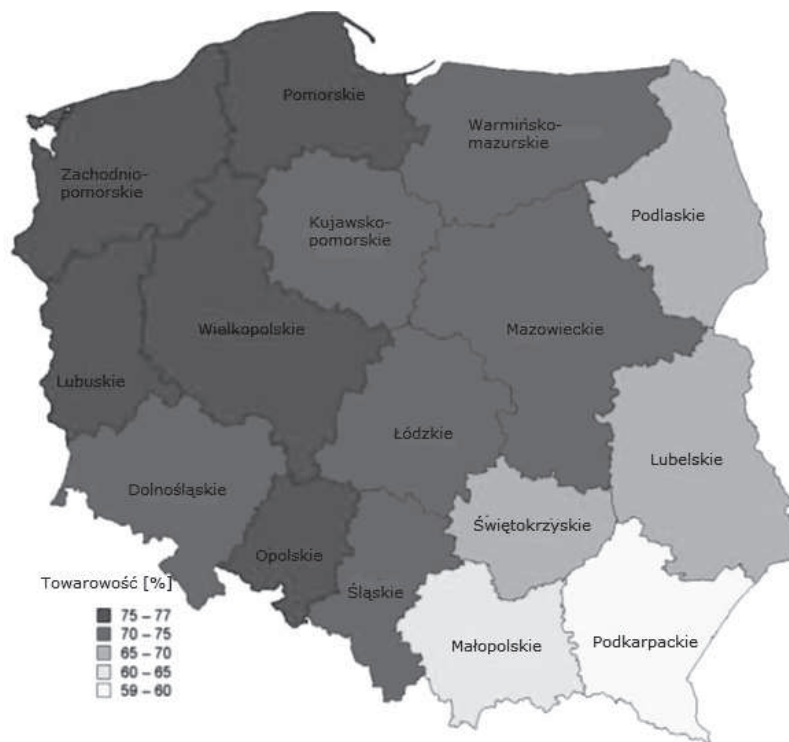 Pomorskie
Warmińsko-
mazurskie
Zachodnio-
pomorskie
Podlaskie
Kujawsko-
pomorskie
Wielkopolskie
Mazowieckie
Lubuskie
Łódzkie
Lubelskie
Dolnośląskie
Świętokrzyskie
Opolskie
Śląskie
Małopolskie
Podkarpackie
Towarowość [%]
75 – 77
70 – 75
65 – 70
60 – 65
59 – 60